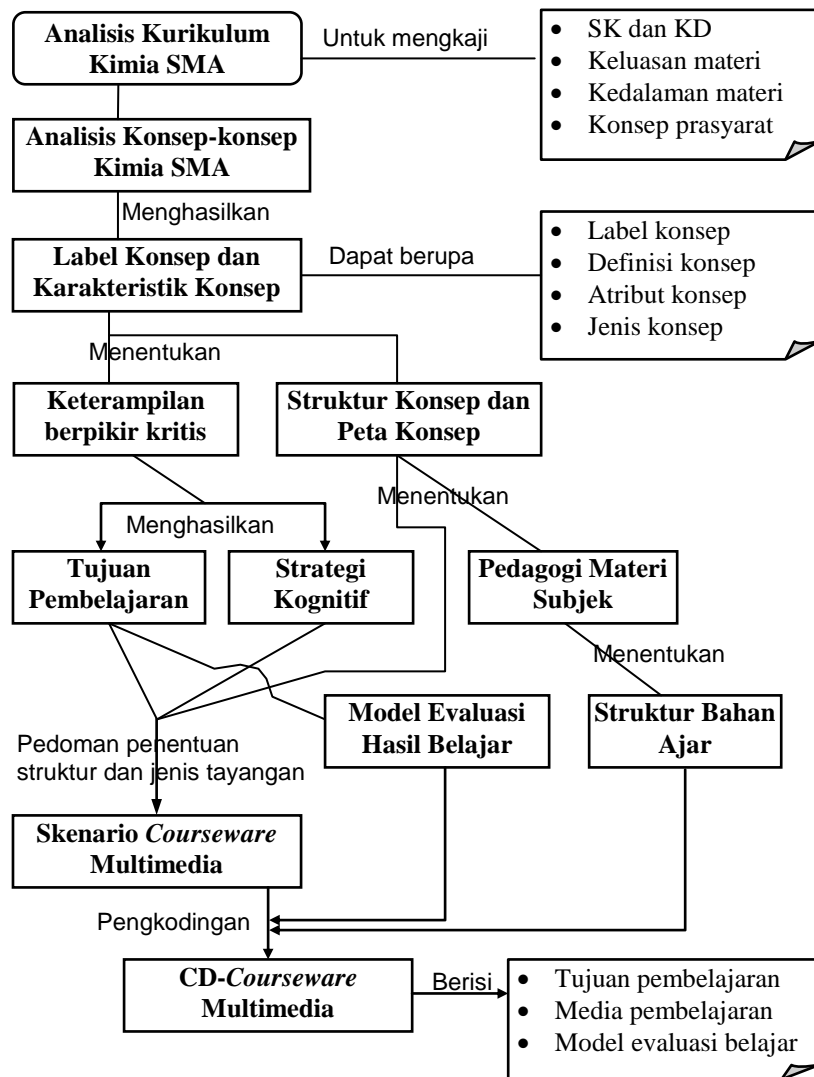 Analisis Kurikulum
Kimia SMA
Untuk mengkaji
• SK dan KD
• Keluasan materi
• Kedalaman materi
• Konsep prasyarat
Analisis Konsep-konsep
Kimia SMA
Menghasilkan
Label Konsep dan
Karakteristik Konsep
Dapat berupa
• Label konsep
• Definisi konsep
• Atribut konsep
• Jenis konsep
Menentukan
Keterampilan
berpikir kritis
Struktur Konsep dan
Peta Konsep
Menentukan
Menghasilkan
Tujuan
Pembelajaran
Strategi
Kognitif
Pedagogi Materi
Subjek
Menentukan
Model Evaluasi
Hasil Belajar
Struktur Bahan
Ajar
Pedoman penentuan
struktur dan jenis tayangan
Skenario Courseware
Multimedia
Pengkodingan
CD-Courseware
Multimedia
Berisi
• Tujuan pembelajaran
• Media pembelajaran
• Model evaluasi belajar